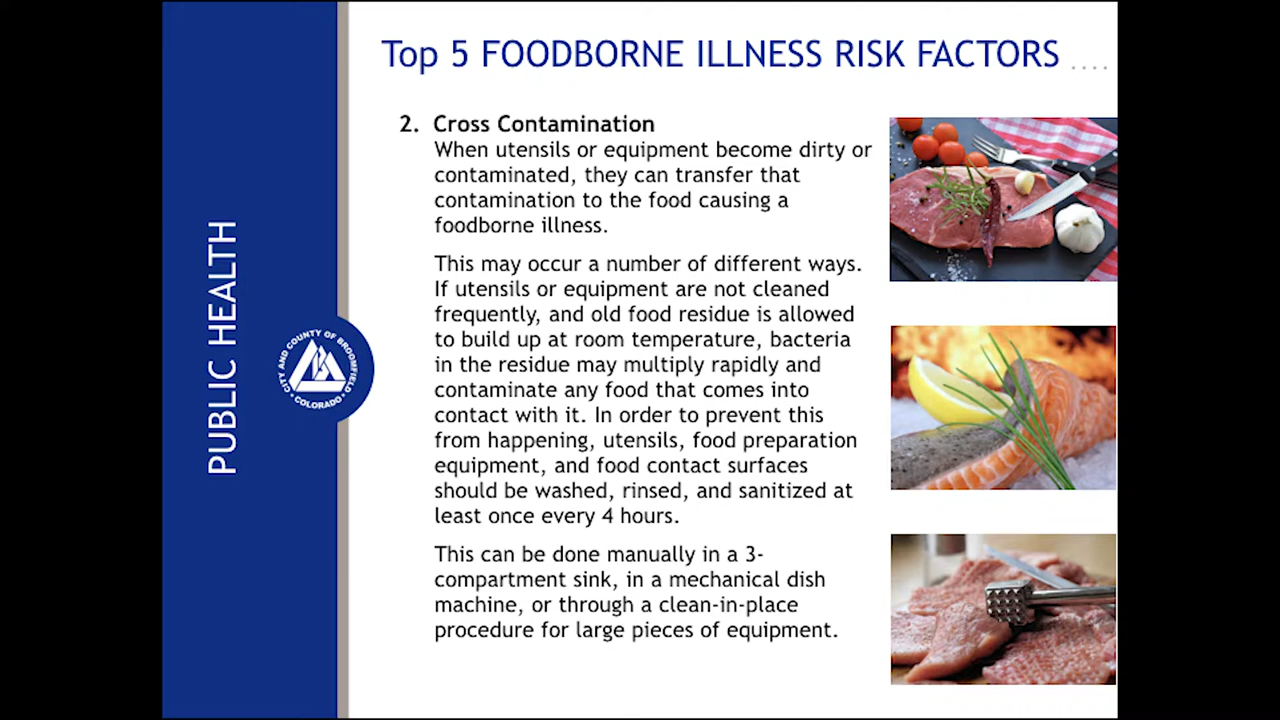 Top 5 FOODBORNE ILLNESS RISK FACTORS ....
2. Cross Contamination
When utensils or equipment become dirty or
contaminated, they can transfer that
contamination to the food causing a
foodborne illness.
This may occur a number of different ways.
If utensils or equipment are not cleaned
frequently, and old food residue is allowed
to build up at room temperature, bacteria
in the residue may multiply rapidly and
contaminate any food that comes into
contact with it. In order to prevent this
from happening, utensils, food preparation
equipment, and food contact surfaces
should be washed, rinsed, and sanitized at
least once every 4 hours.
This can be done manually in a 3-
compartment sink, in a mechanical dish
machine, or through a clean-in-place
procedure for large pieces of equipment.
PUBLIC HEALTH
CITY AND COUNTY OF BROOMFIELD
• COLORADO •